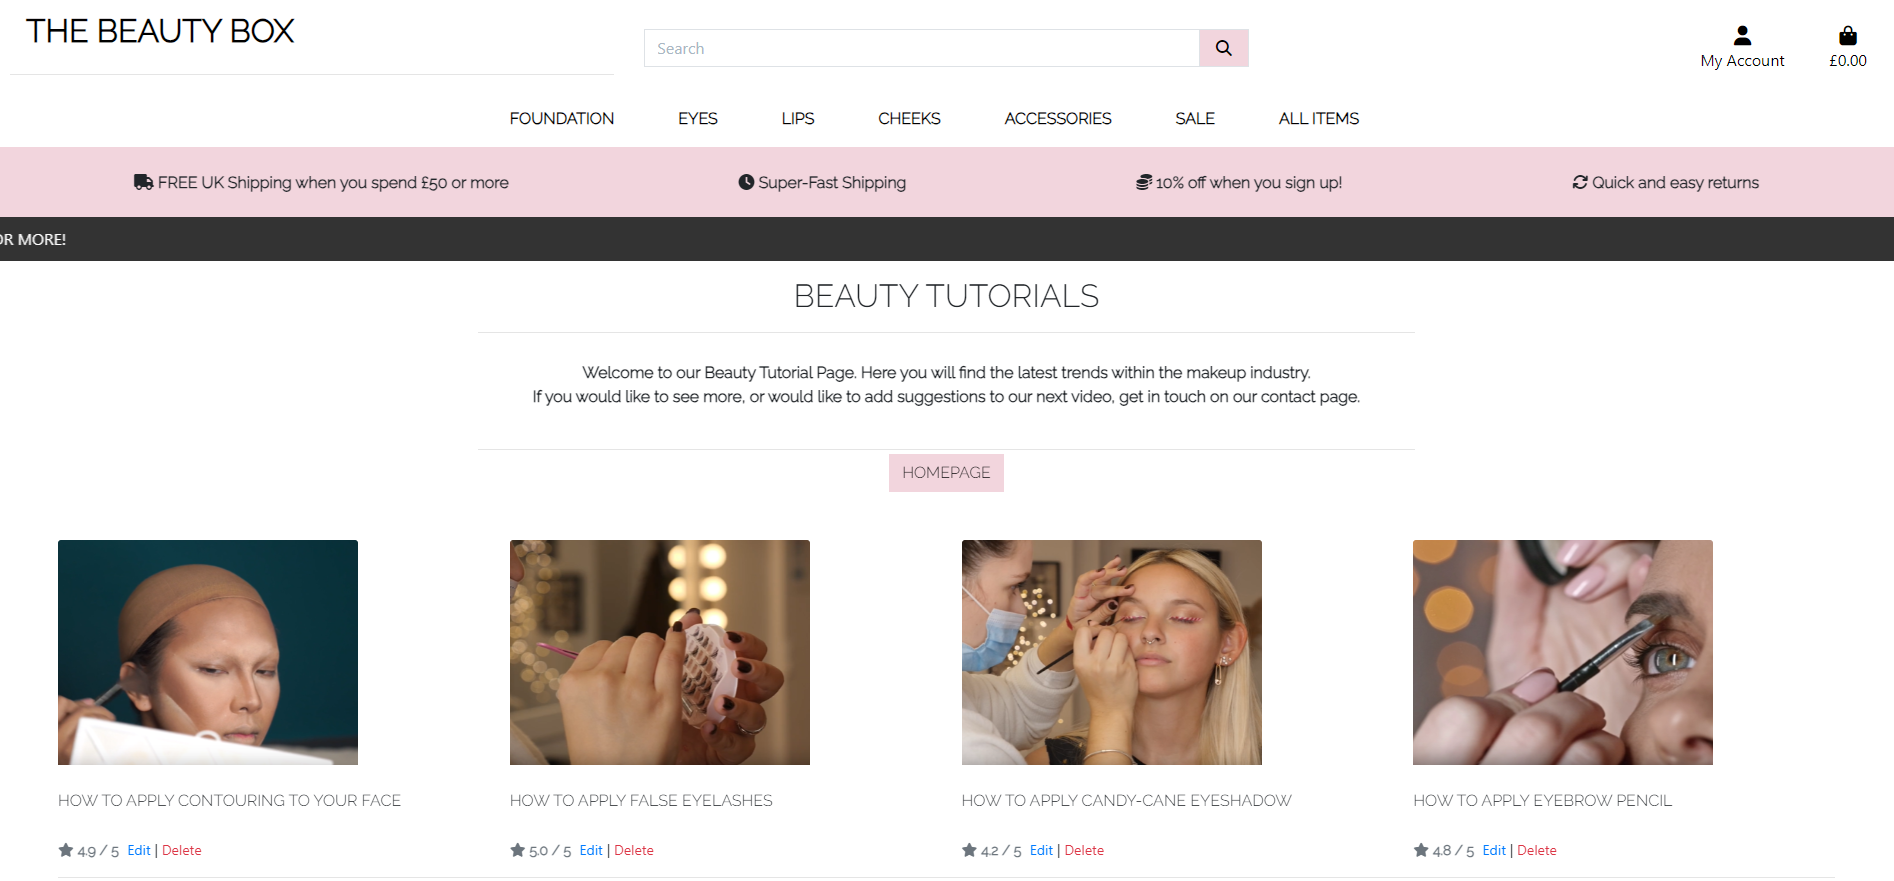 THE BEAUTY BOX
Search
My Account
£0.00
FOUNDATION EYES LIPS CHEEKS ACCESSORIES SALE ALL ITEMS
FREE UK Shipping when you spend £50 or more
Super-Fast Shipping
10% off when you sign up!
Quick and easy returns
OR MORE!
BEAUTY TUTORIALS
Welcome to our Beauty Tutorial Page. Here you will find the latest trends within the makeup industry.
If you would like to see more, or would like to add suggestions to our next video, get in touch on our contact page.
HOMEPAGE
HOW TO APPLY CONTOURING TO YOUR FACE
4.9 / 5 Edit | Delete
HOW TO APPLY FALSE EYELASHES
5.0 / 5 Edit | Delete
HOW TO APPLY CANDY-CANE EYESHADOW
4.2 / 5 Edit | Delete
HOW TO APPLY EYEBROW PENCIL
4.8 / 5 Edit | Delete